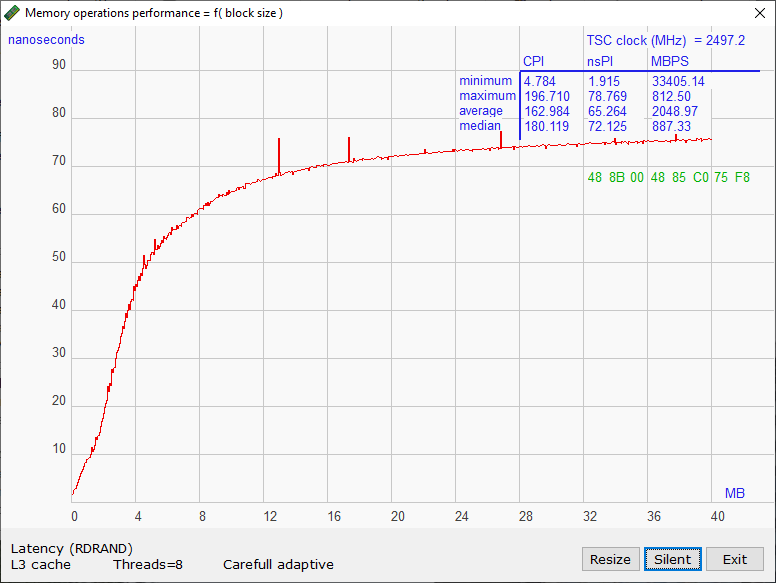 Memory operations performance = f( block size )
nanoseconds
TSC clock (MHz) = 2497.2
CPI nsPI MBPS
minimum 4.784 1.915 33405.14
maximum 196.710 78.769 812.50
average 162.984 65.264 2048.97
median 180.119 72.125 887.33
48 8B 00 48 85 C0 75 F8
90
80
70
60
50
40
30
20
10
MB
0 4 8 12 16 20 24 28 32 36 40
Latency (RDRAND)
L3 cache Threads=8 Carefull adaptive
Resize Silent Exit